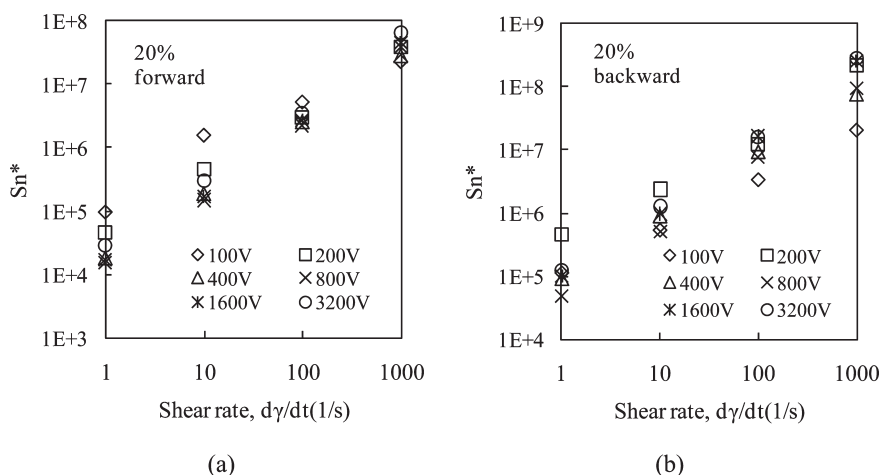 1E+8
1E+7
1E+6
1E+5
1E+4
1E+3
Sn*
20%
forward
100V 200V
400V 800V
1600V 3200V
1 10 100 1000
Shear rate, dγ/dt(1/s)
(a)
1E+9
1E+8
1E+7
1E+6
1E+5
1E+4
Sn*
20%
backward
100V 200V
400V 800V
1600V 3200V
1 10 100 1000
Shear rate, dγ/dt(1/s)
(b)